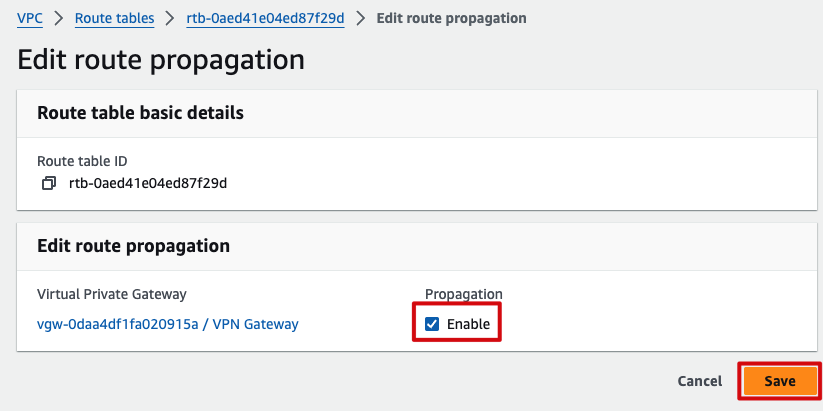 VPC > Route tables > rtb-0aed41e04ed87f29d > Edit route propagation
Edit route propagation
Route table basic details
Route table ID
rtb-0aed41e04ed87f29d
Edit route propagation
Virtual Private Gateway Propagation
vgw-0daa4df1fa020915a / VPN Gateway Enable
Cancel Save